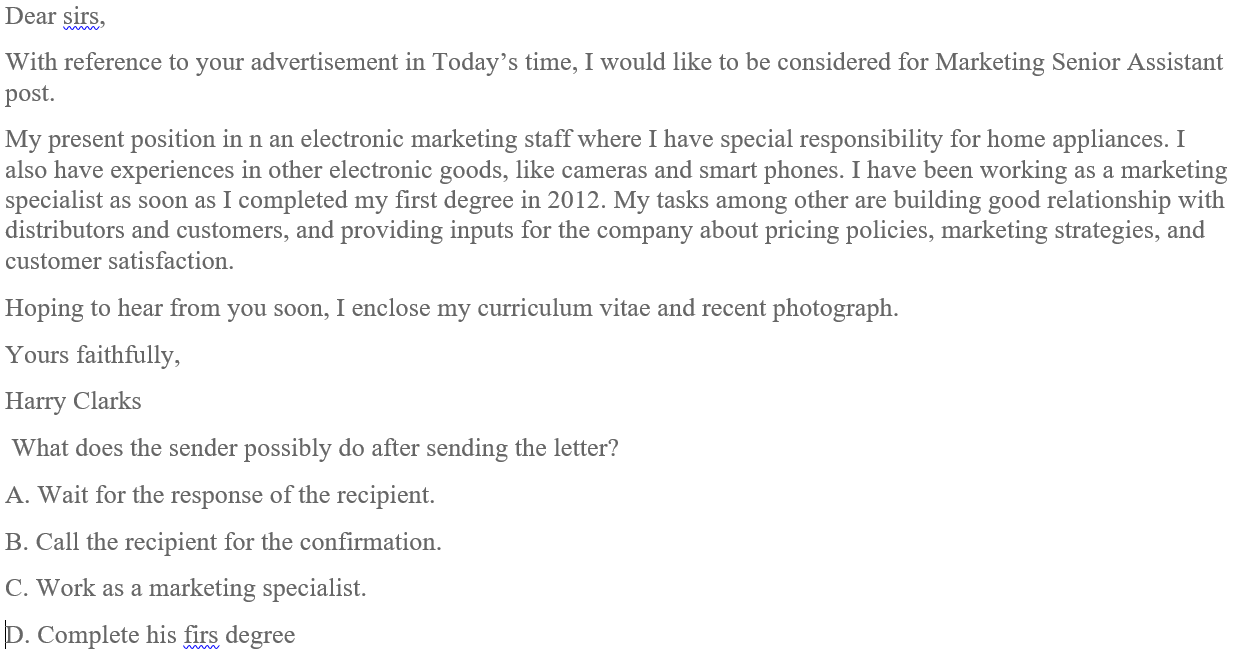 Dear sirs,
With reference to your advertisement in Today’s time, I would like to be considered for Marketing Senior Assistant
post.
My present position in n an electronic marketing staff where I have special responsibility for home appliances. I
also have experiences in other electronic goods, like cameras and smart phones. I have been working as a marketing
specialist as soon as I completed my first degree in 2012. My tasks among other are building good relationship with
distributors and customers, and providing inputs for the company about pricing policies, marketing strategies, and
customer satisfaction.
Hoping to hear from you soon, I enclose my curriculum vitae and recent photograph.
Yours faithfully,
Harry Clarks
What does the sender possibly do after sending the letter?
A. Wait for the response of the recipient.
B. Call the recipient for the confirmation.
C. Work as a marketing specialist.
D. Complete his firs degree